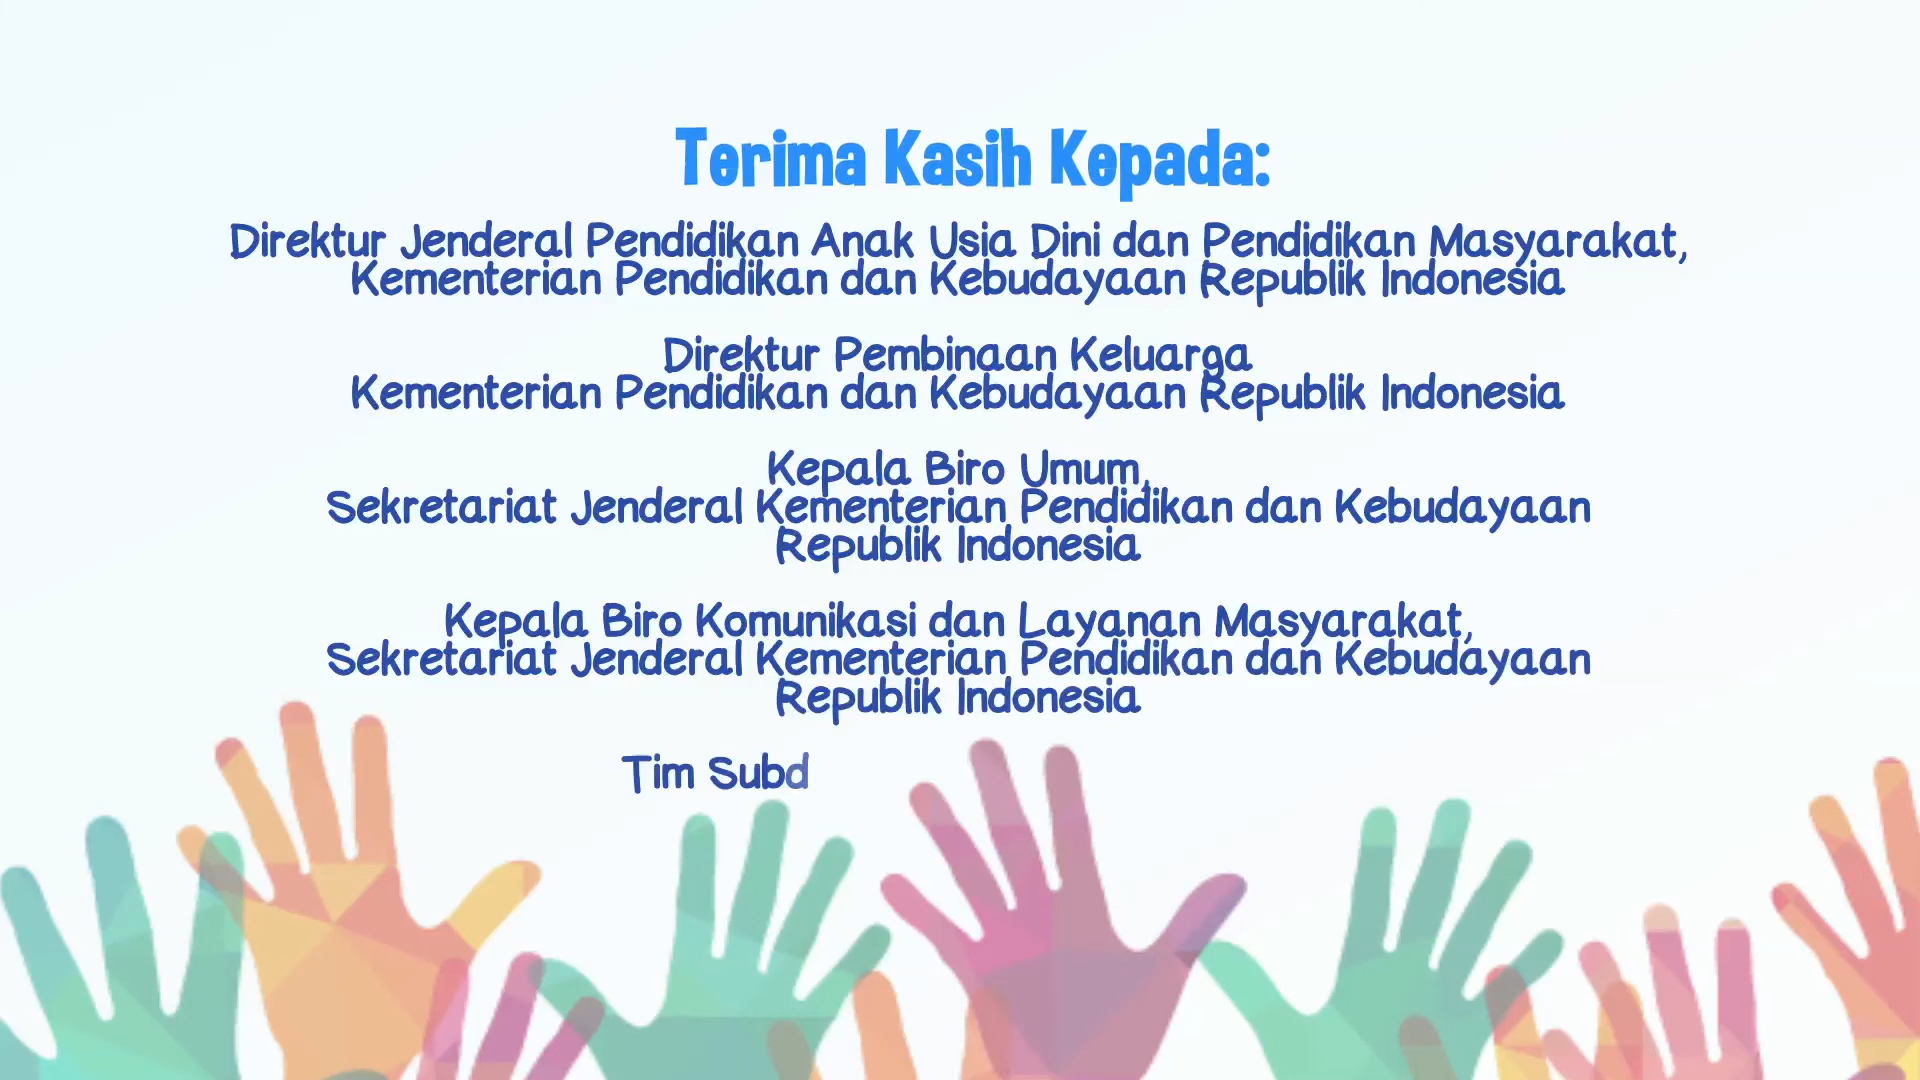 Terima Kasih Kepada:
Direktur Jenderal Pendidikan Anak Usia Dini dan Pendidikan Masyarakat,
Kementerian Pendidikan dan Kebudayaan Republik Indonesia
Direktur Pembinaan Keluarga
Kementerian Pendidikan dan Kebudayaan Republik Indonesia
Kepala Biro Umum,
Sekretariat Jenderal Kementerian Pendidikan dan Kebudayaan
Republik Indonesia
Kepala Biro Komunikasi dan Layanan Masyarakat,
Sekretariat Jenderal Kementerian Pendidikan dan Kebudayaan
Republik Indonesia
Tim Subd